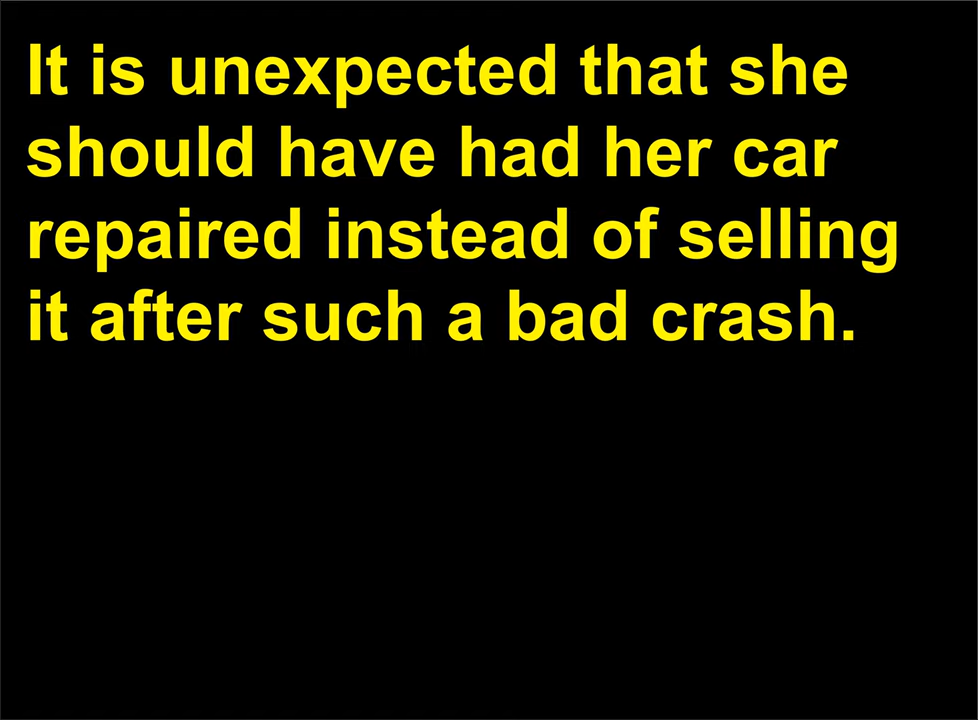 It is unexpected that she
should have had her car
repaired instead of selling
it after such a bad crash.